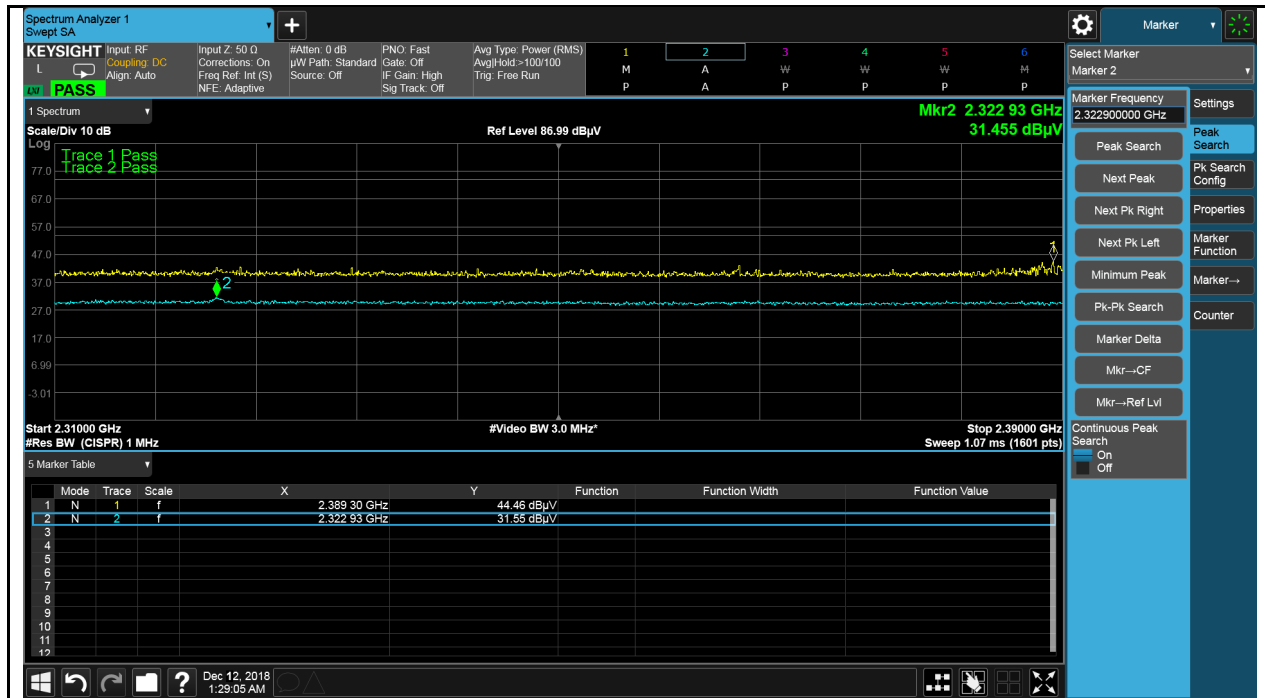 Spectrum Analyzer 1
Swept SA
Marker
KEYSIGHT
L
LXI
PASS
Input: RF
Coupling: DC
Align: Auto
Input Z: 50 Ω
Corrections: On
Freq Ref: Int (S)
NFE: Adaptive
#Atten: 0 dB
µW Path: Standard
Source: Off
PNO: Fast
Gate: Off
IF Gain: High
Sig Track: Off
Avg Type: Power (RMS)
Avg|Hold:>100/100
Trig: Free Run
1 2 3 4 5 6
M A W W W M
P A P P P P
Select Marker
Marker 2
1 Spectrum
Mkr2 2.322 93 GHz
Scale/Div 10 dB
Ref Level 86.99 dBµV
31.455 dBµV
Log
Trace 1 Pass
Trace 2 Pass
77.0
67.0
57.0
47.0
37.0
27.0
17.0
6.99
-3.01
1
2
Start 2.31000 GHz
#Video BW 3.0 MHz*
Stop 2.39000 GHz
#Res BW (CISPR) 1 MHz
Sweep 1.07 ms (1601 pts)
Marker Frequency
2.322900000 GHz
Peak Search
Next Peak
Next Pk Right
Next Pk Left
Minimum Peak
Pk-Pk Search
Marker Delta
Mkr→CF
Mkr→Ref Lvl
Continuous Peak
Search
On
Off
Settings
Peak
Search
Pk Search
Config
Properties
Marker
Function
Marker→
Counter
5 Marker Table
Mode Trace Scale X Y Function Function Width Function Value
1 N 1 f 2.389 30 GHz 44.46 dBµV
2 N 2 f 2.322 93 GHz 31.55 dBµV
3
4
5
6
7
8
9
10
11
12
?
Dec 12, 2018
1:29:05 AM